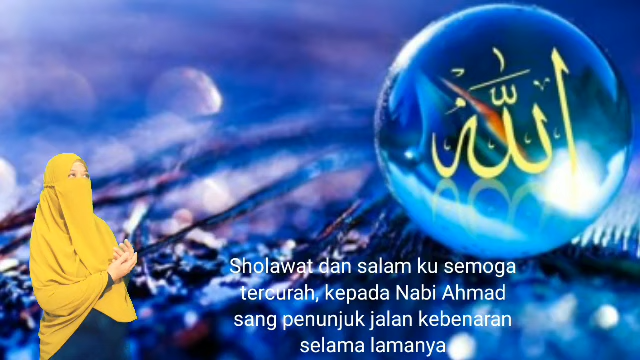 الله
Sholawat dan salam ku semoga
tercurah, kepada Nabi Ahmad
sang penunjuk jalan kebenaran
selama lamanya